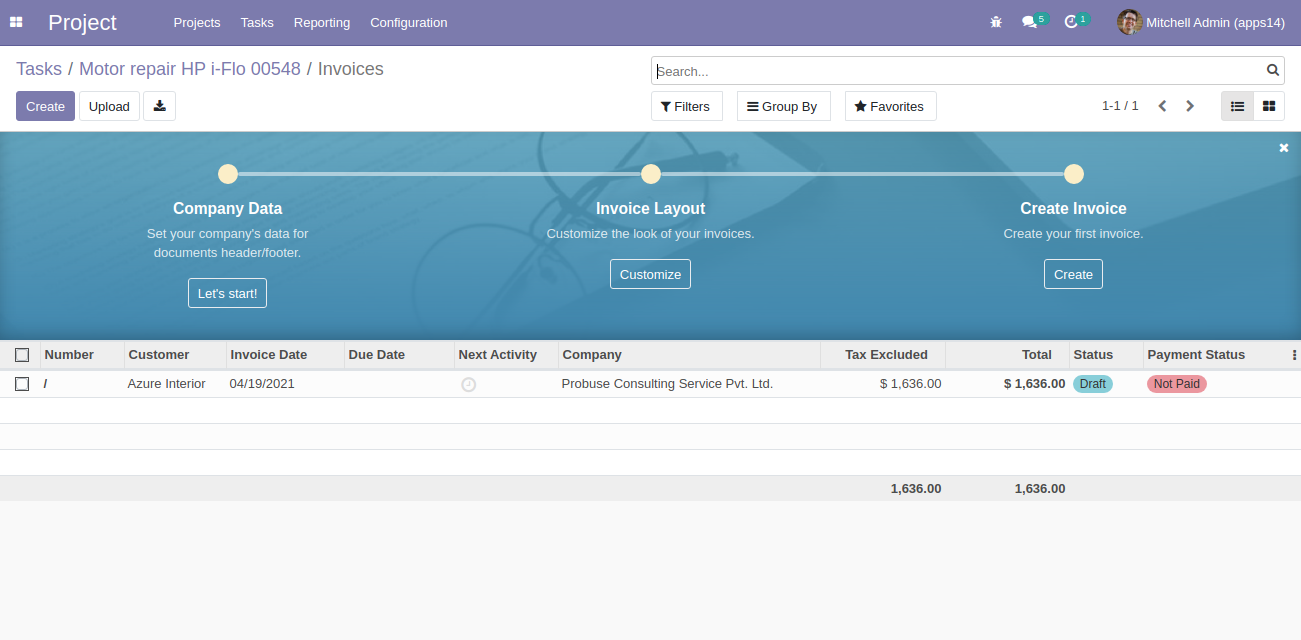 Project Projects Tasks Reporting Configuration 5 1 Mitchell Admin (apps14)
Tasks / Motor repair HP i-Flo 00548 / Invoices
Search...
Create Upload Filters Group By Favorites 1-1 / 1
Company Data Invoice Layout Create Invoice
Set your company's data for Customize the look of your invoices. Create your first invoice.
documents header/footer.
Customize Create
Let's start!
Number Customer Invoice Date Due Date Next Activity Company Tax Excluded Total Status Payment Status
/ Azure Interior 04/19/2021 Probuse Consulting Service Pvt. Ltd. $ 1,636.00 $ 1,636.00 Draft Not Paid
1,636.00 1,636.00